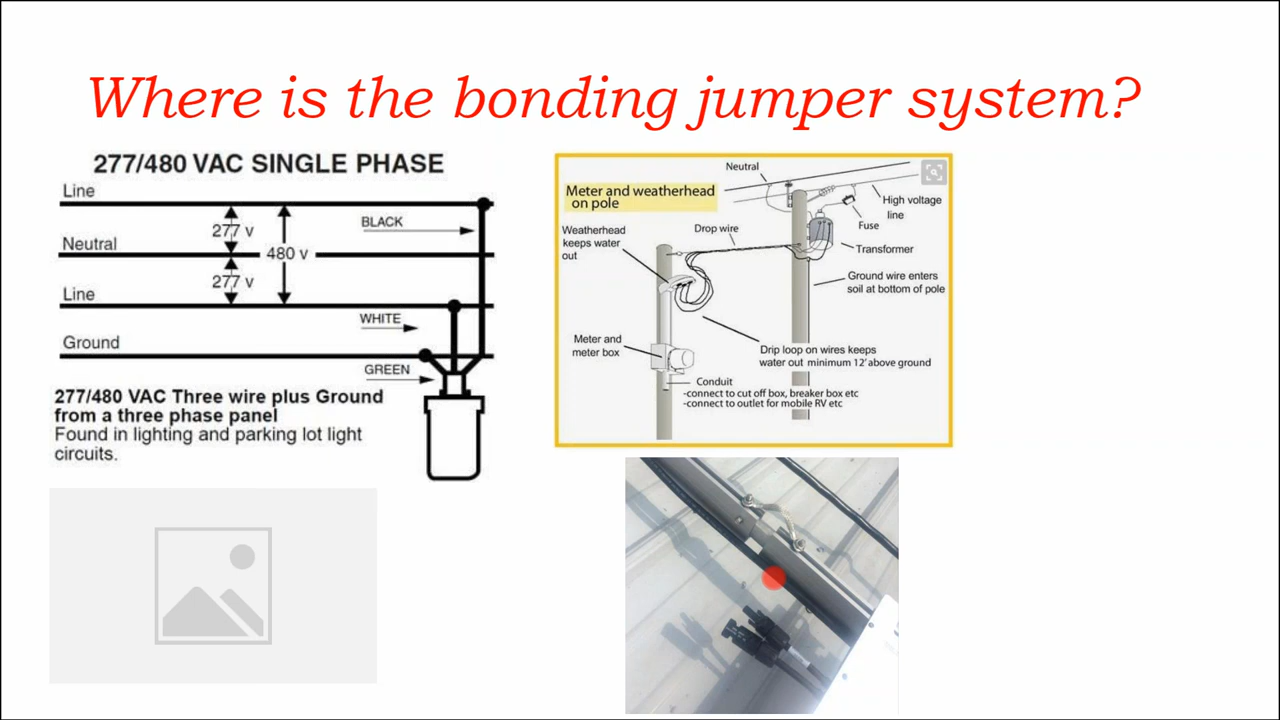 Where is the bonding jumper system?
277/480 VAC SINGLE PHASE
Line
277 v
BLACK
Neutral
480 v
277 v
Line
WHITE
Ground
GREEN
277/480 VAC Three wire plus Ground
from a three phase panel
Found in lighting and parking lot light
circuits.
Neutral
Meter and weatherhead
on pole
High voltage
line
Fuse
Weatherhead
keeps water
out
Drop wire
Transformer
Ground wire enters
soil at bottom of pole
Meter and
meter box
Drip loop on wires keeps
water out minimum 12' above ground
Conduit
-connect to cut off box, breaker box etc
-connect to outlet for mobile RV etc